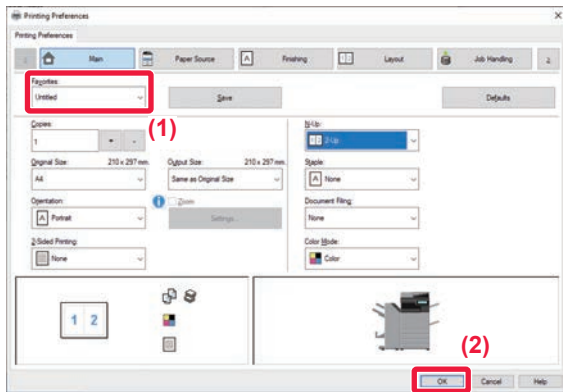 Printing Preferences
Printing Preferences
Main Paper Source Finishing Layout Job Handling
Favorites:
Untitled Save Defaults
(1)
Copies: N-Up:
1 + - 2-Up
Original Size: 210 x 297 mm. Output Size: 210 x 297 mm. Staple:
A4 Same as Original Size None
Orientation: Zoom Document Filing:
Portrait Settings... None
2-Sided Printing: Color Mode:
None Color
1 2
(2)
OK Cancel Help